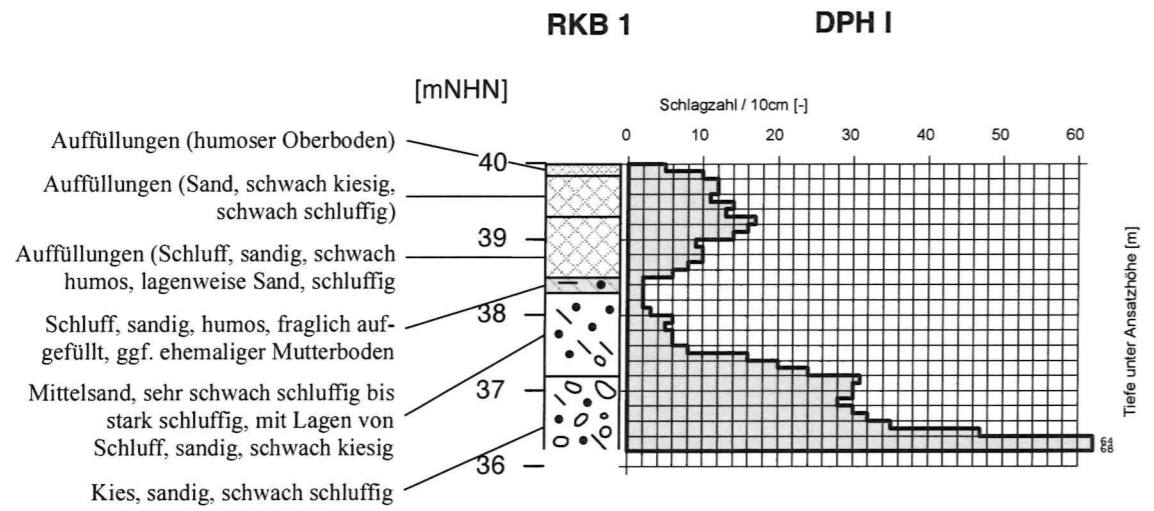 RKB 1
DPH I
[mNHN]
Schlagzahl / 10cm [-]
0 10 20 30 40 50 60
Auffüllungen (humoser Oberboden)
40
Auffüllungen (Sand, schwach kiesig,
schwach schluffig)
39
Auffüllungen (Schluff, sandig, schwach
humos, lagenweise Sand, schluffig
38
Schluff, sandig, humos, fraglich auf-
gefüllt, ggf. ehemaliger Mutterboden
37
Mittelsand, sehr schwach schluffig bis
stark schluffig, mit Lagen von
Schluff, sandig, schwach kiesig
36
Kies, sandig, schwach schluffig
64
68
Tiefe unter Ansatzhöhe [m]